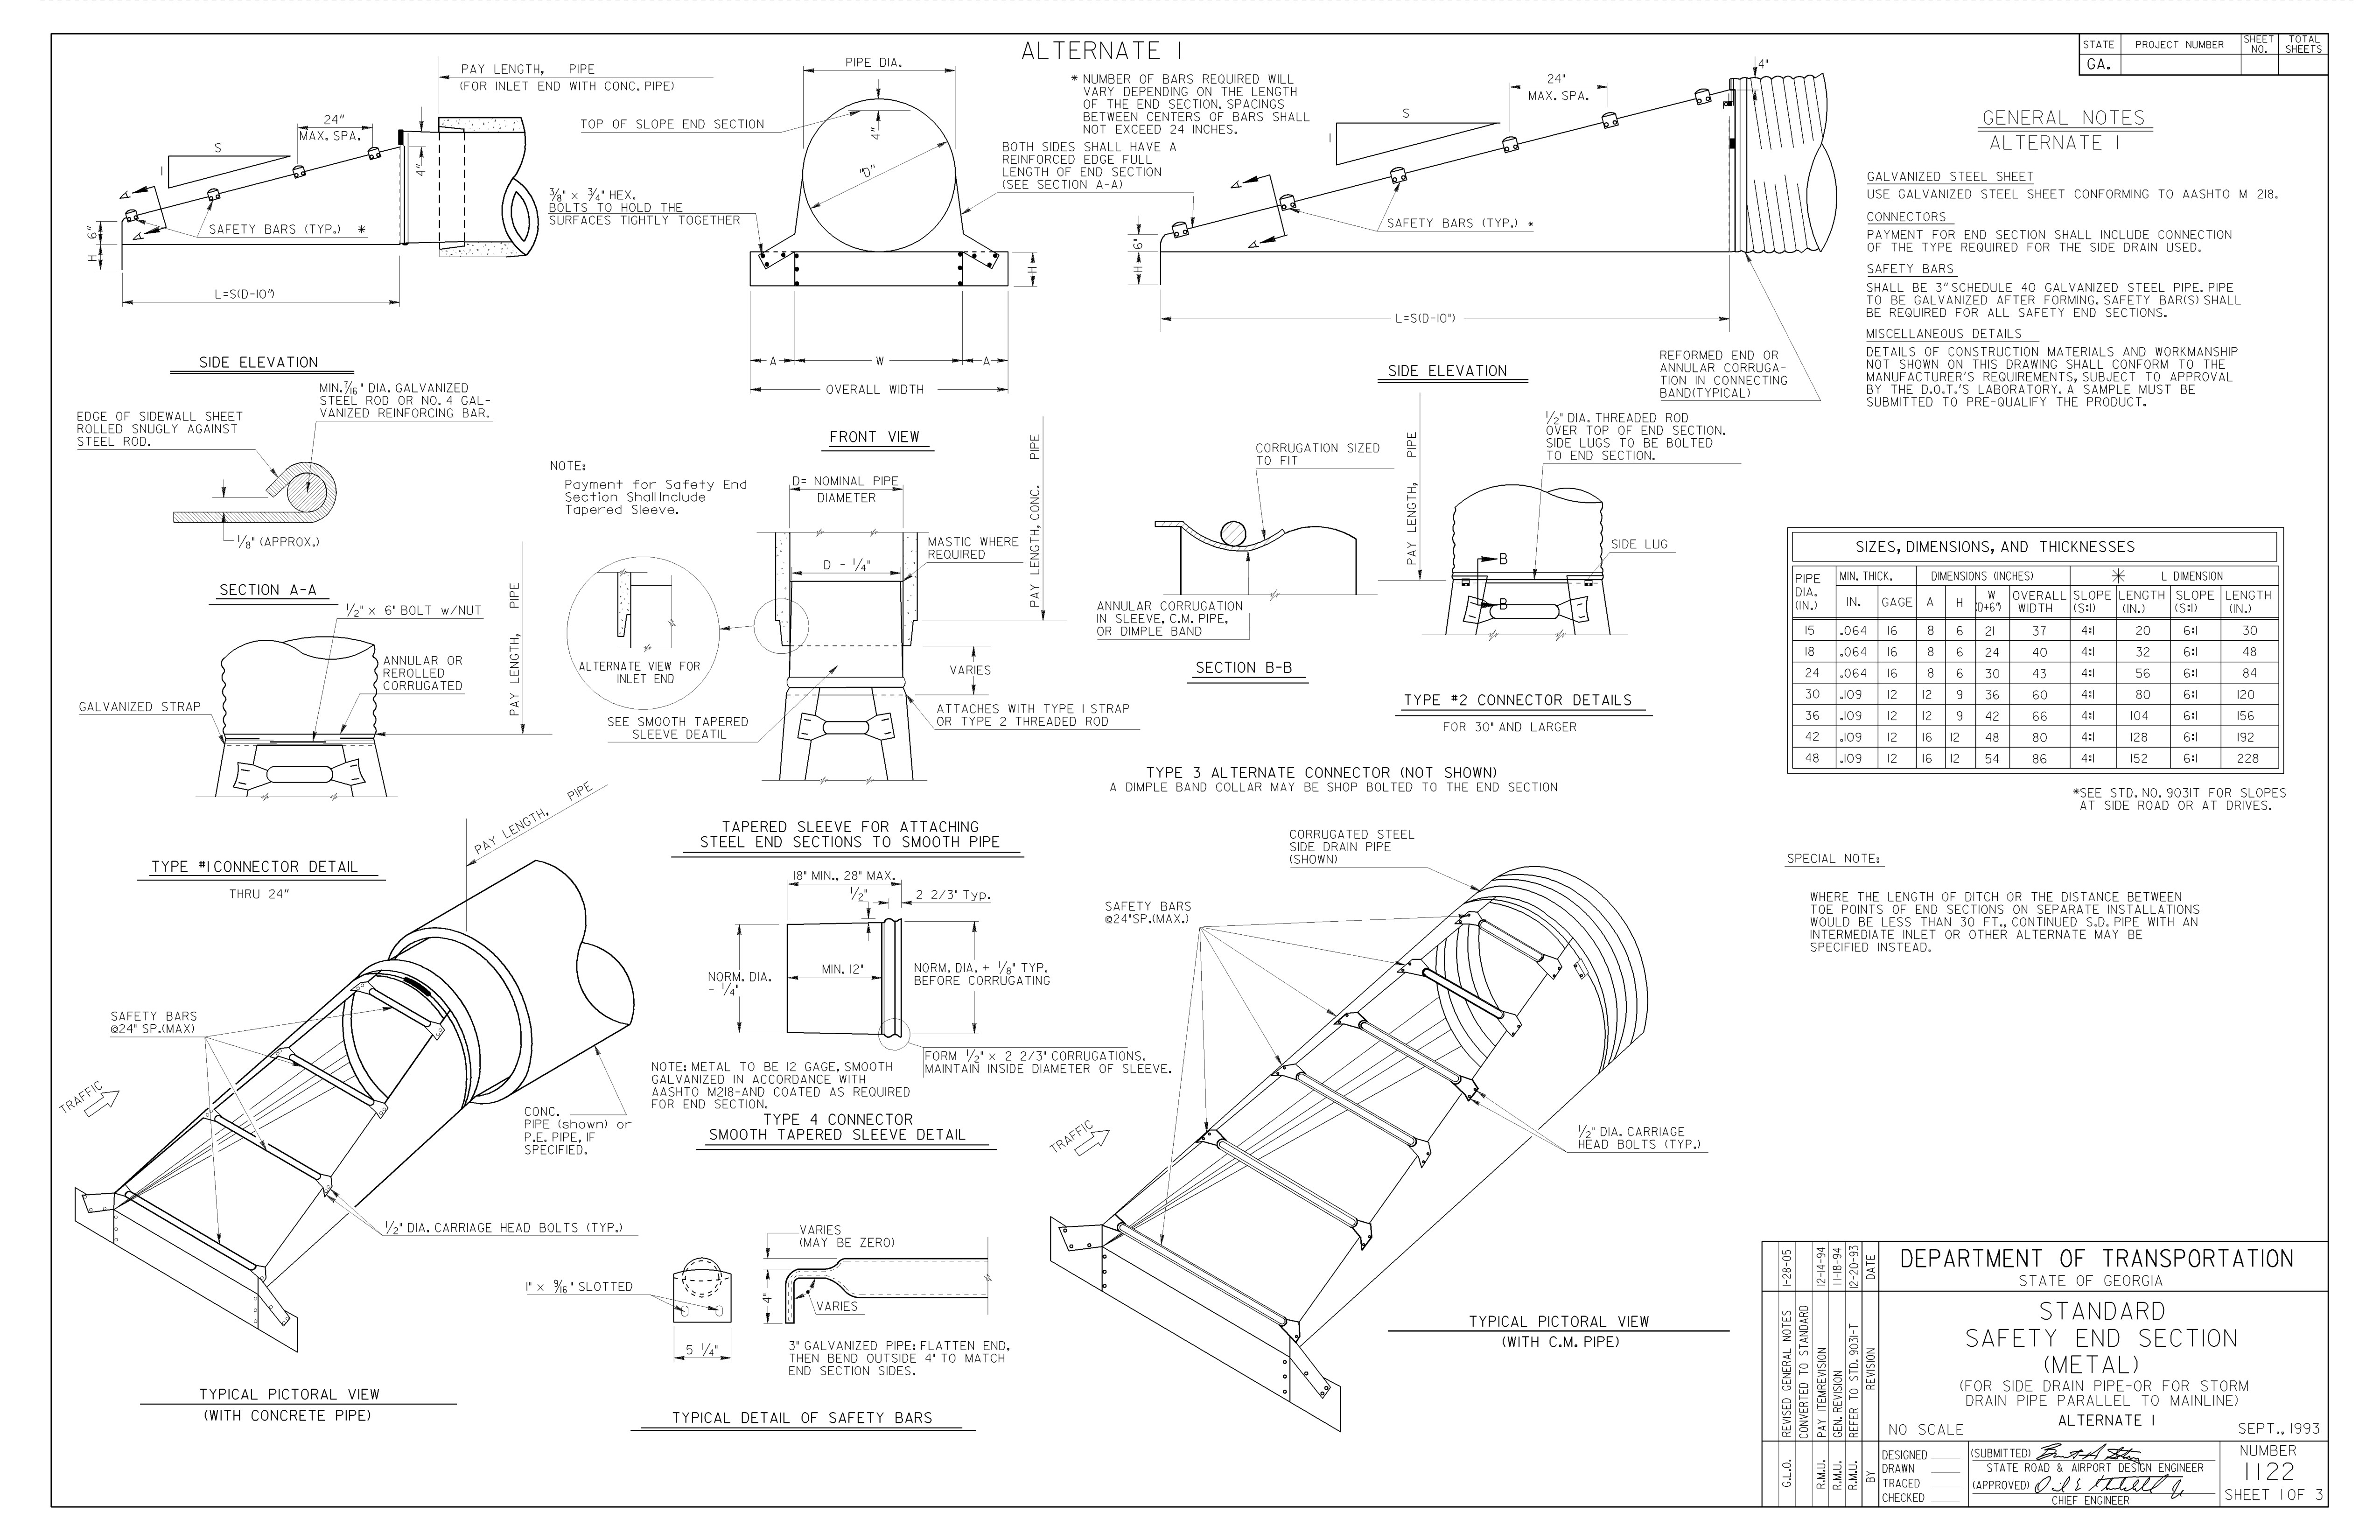 ALTERNATE 1
STATE
PROJECT NUMBER
SHEET
NO.
TOTAL
SHEETS
GA.
PAY LENGTH, PIPE
(FOR INLET END WITH CONC. PIPE)
24"
MAX. SPA.
S
1
4"
A
A
6"
H
SAFETY BARS (TYP.) *
L=S(D-10")
SIDE ELEVATION
PIPE DIA.
TOP OF SLOPE END SECTION
4"
"D"
3/8" x 3/4" HEX.
BOLTS TO HOLD THE
SURFACES TIGHTLY TOGETHER
H
A
W
A
OVERALL WIDTH
FRONT VIEW
* NUMBER OF BARS REQUIRED WILL
VARY DEPENDING ON THE LENGTH
OF THE END SECTION. SPACINGS
BETWEEN CENTERS OF BARS SHALL
NOT EXCEED 24 INCHES.
BOTH SIDES SHALL HAVE A
REINFORCED EDGE FULL
LENGTH OF END SECTION
(SEE SECTION A-A)
24"
MAX. SPA.
4"
S
1
A
A
6"
H
SAFETY BARS (TYP.) *
L=S(D-10")
SIDE ELEVATION
REFORMED END OR
ANNULAR CORRUGA-
TION IN CONNECTING
BAND(TYPICAL)
GENERAL NOTES
ALTERNATE 1
GALVANIZED STEEL SHEET
USE GALVANIZED STEEL SHEET CONFORMING TO AASHTO M 218.
CONNECTORS
PAYMENT FOR END SECTION SHALL INCLUDE CONNECTION
OF THE TYPE REQUIRED FOR THE SIDE DRAIN USED.
SAFETY BARS
SHALL BE 3" SCHEDULE 40 GALVANIZED STEEL PIPE. PIPE
TO BE GALVANIZED AFTER FORMING. SAFETY BAR(S) SHALL
BE REQUIRED FOR ALL SAFETY END SECTIONS.
MISCELLANEOUS DETAILS
DETAILS OF CONSTRUCTION MATERIALS AND WORKMANSHIP
NOT SHOWN ON THIS DRAWING SHALL CONFORM TO THE
MANUFACTURER'S REQUIREMENTS, SUBJECT TO APPROVAL
BY THE D.O.T.'S LABORATORY. A SAMPLE MUST BE
SUBMITTED TO PRE-QUALIFY THE PRODUCT.
MIN. 7/16" DIA. GALVANIZED
STEEL ROD OR NO. 4 GAL-
VANIZED REINFORCING BAR.
EDGE OF SIDEWALL SHEET
ROLLED SNUGLY AGAINST
STEEL ROD.
1/8" (APPROX.)
SECTION A-A
1/2" x 6" BOLT w/NUT
PAY LENGTH, PIPE
ANNULAR OR
REROLLED
CORRUGATED
GALVANIZED STRAP
TYPE #1 CONNECTOR DETAIL
THRU 24"
NOTE:
Payment for Safety End
Section Shall Include
Tapered Sleeve.
D= NOMINAL PIPE
DIAMETER
MASTIC WHERE
REQUIRED
D - 1/4"
PAY LENGTH, CONC. PIPE
ALTERNATE VIEW FOR
INLET END
VARIES
SEE SMOOTH TAPERED
SLEEVE DEATIL
ATTACHES WITH TYPE 1 STRAP
OR TYPE 2 THREADED ROD
TAPERED SLEEVE FOR ATTACHING
STEEL END SECTIONS TO SMOOTH PIPE
CORRUGATION SIZED
TO FIT
ANNULAR CORRUGATION
IN SLEEVE, C.M. PIPE,
OR DIMPLE BAND
SECTION B-B
PAY LENGTH, PIPE
1/2" DIA. THREADED ROD
OVER TOP OF END SECTION.
SIDE LUGS TO BE BOLTED
TO END SECTION.
SIDE LUG
B
B
TYPE #2 CONNECTOR DETAILS
FOR 30" AND LARGER
TYPE 3 ALTERNATE CONNECTOR (NOT SHOWN)
A DIMPLE BAND COLLAR MAY BE SHOP BOLTED TO THE END SECTION
SIZES, DIMENSIONS, AND THICKNESSES
PIPE DIA. (IN.) MIN. THICK. DIMENSIONS (INCHES) * L DIMENSION
IN. GAGE A H W (D+6") OVERALL WIDTH SLOPE (S:1) LENGTH (IN.) SLOPE (S:1) LENGTH (IN.)
15 .064 16 8 6 21 37 4:1 20 6:1 30
18 .064 16 8 6 24 40 4:1 32 6:1 48
24 .064 16 8 6 30 43 4:1 56 6:1 84
30 .109 12 12 9 36 60 4:1 80 6:1 120
36 .109 12 12 9 42 66 4:1 104 6:1 156
42 .109 12 16 12 48 80 4:1 128 6:1 192
48 .109 12 16 12 54 86 4:1 152 6:1 228
*SEE STD. NO. 9031T FOR SLOPES
AT SIDE ROAD OR AT DRIVES.
SPECIAL NOTE:
WHERE THE LENGTH OF DITCH OR THE DISTANCE BETWEEN
TOE POINTS OF END SECTIONS ON SEPARATE INSTALLATIONS
WOULD BE LESS THAN 30 FT., CONTINUED S.D. PIPE WITH AN
INTERMEDIATE INLET OR OTHER ALTERNATE MAY BE
SPECIFIED INSTEAD.
PAY LENGTH, PIPE
SAFETY BARS
@24" SP.(MAX)
TRAFFIC
CONC.
PIPE (shown) or
P.E. PIPE, IF
SPECIFIED.
1/2" DIA. CARRIAGE HEAD BOLTS (TYP.)
TYPICAL PICTORAL VIEW
(WITH CONCRETE PIPE)
18" MIN., 28" MAX.
1/2"
2 2/3" Typ.
NORM. DIA.
- 1/4"
MIN. 12"
NORM. DIA. + 1/8" TYP.
BEFORE CORRUGATING
FORM 1/2" x 2 2/3" CORRUGATIONS.
MAINTAIN INSIDE DIAMETER OF SLEEVE.
NOTE: METAL TO BE 12 GAGE, SMOOTH
GALVANIZED IN ACCORDANCE WITH
AASHTO M218-AND COATED AS REQUIRED
FOR END SECTION.
TYPE 4 CONNECTOR
SMOOTH TAPERED SLEEVE DETAIL
VARIES
(MAY BE ZERO)
1" x 9/16" SLOTTED
4"
VARIES
5 1/4"
3" GALVANIZED PIPE: FLATTEN END,
THEN BEND OUTSIDE 4" TO MATCH
END SECTION SIDES.
TYPICAL DETAIL OF SAFETY BARS
CORRUGATED STEEL
SIDE DRAIN PIPE
(SHOWN)
SAFETY BARS
@24"SP.(MAX.)
TRAFFIC
1/2" DIA. CARRIAGE
HEAD BOLTS (TYP.)
TYPICAL PICTORAL VIEW
(WITH C.M. PIPE)
1-28-05
12-14-94
11-18-94
12-20-93
DATE
REVISED GENERAL NOTES
CONVERTED TO STANDARD
PAY ITEMREVISION
GEN. REVISION
REFER TO STD. 9031-T
REVISION
G.L.O.
R.M.U.
R.M.U.
R.M.U.
BY
DEPARTMENT OF TRANSPORTATION
STATE OF GEORGIA
STANDARD
SAFETY END SECTION
(METAL)
(FOR SIDE DRAIN PIPE-OR FOR STORM
DRAIN PIPE PARALLEL TO MAINLINE)
ALTERNATE 1
NO SCALE
SEPT., 1993
DESIGNED
DRAWN
TRACED
CHECKED
(SUBMITTED)
STATE ROAD & AIRPORT DESIGN ENGINEER
(APPROVED)
CHIEF ENGINEER
NUMBER
1122
SHEET 1 OF 3